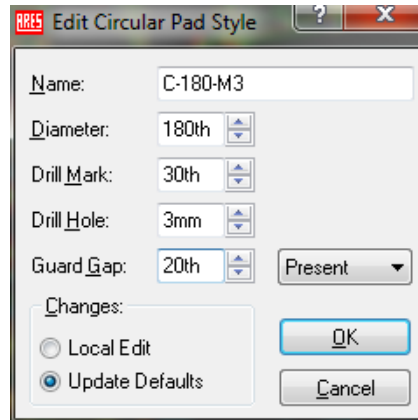 ARES Edit Circular Pad Style ? X
Name: C-180-M3
Diameter: 180th
Drill Mark: 30th
Drill Hole: 3mm
Guard Gap: 20th Present
Changes:
Local Edit
Update Defaults
OK
Cancel